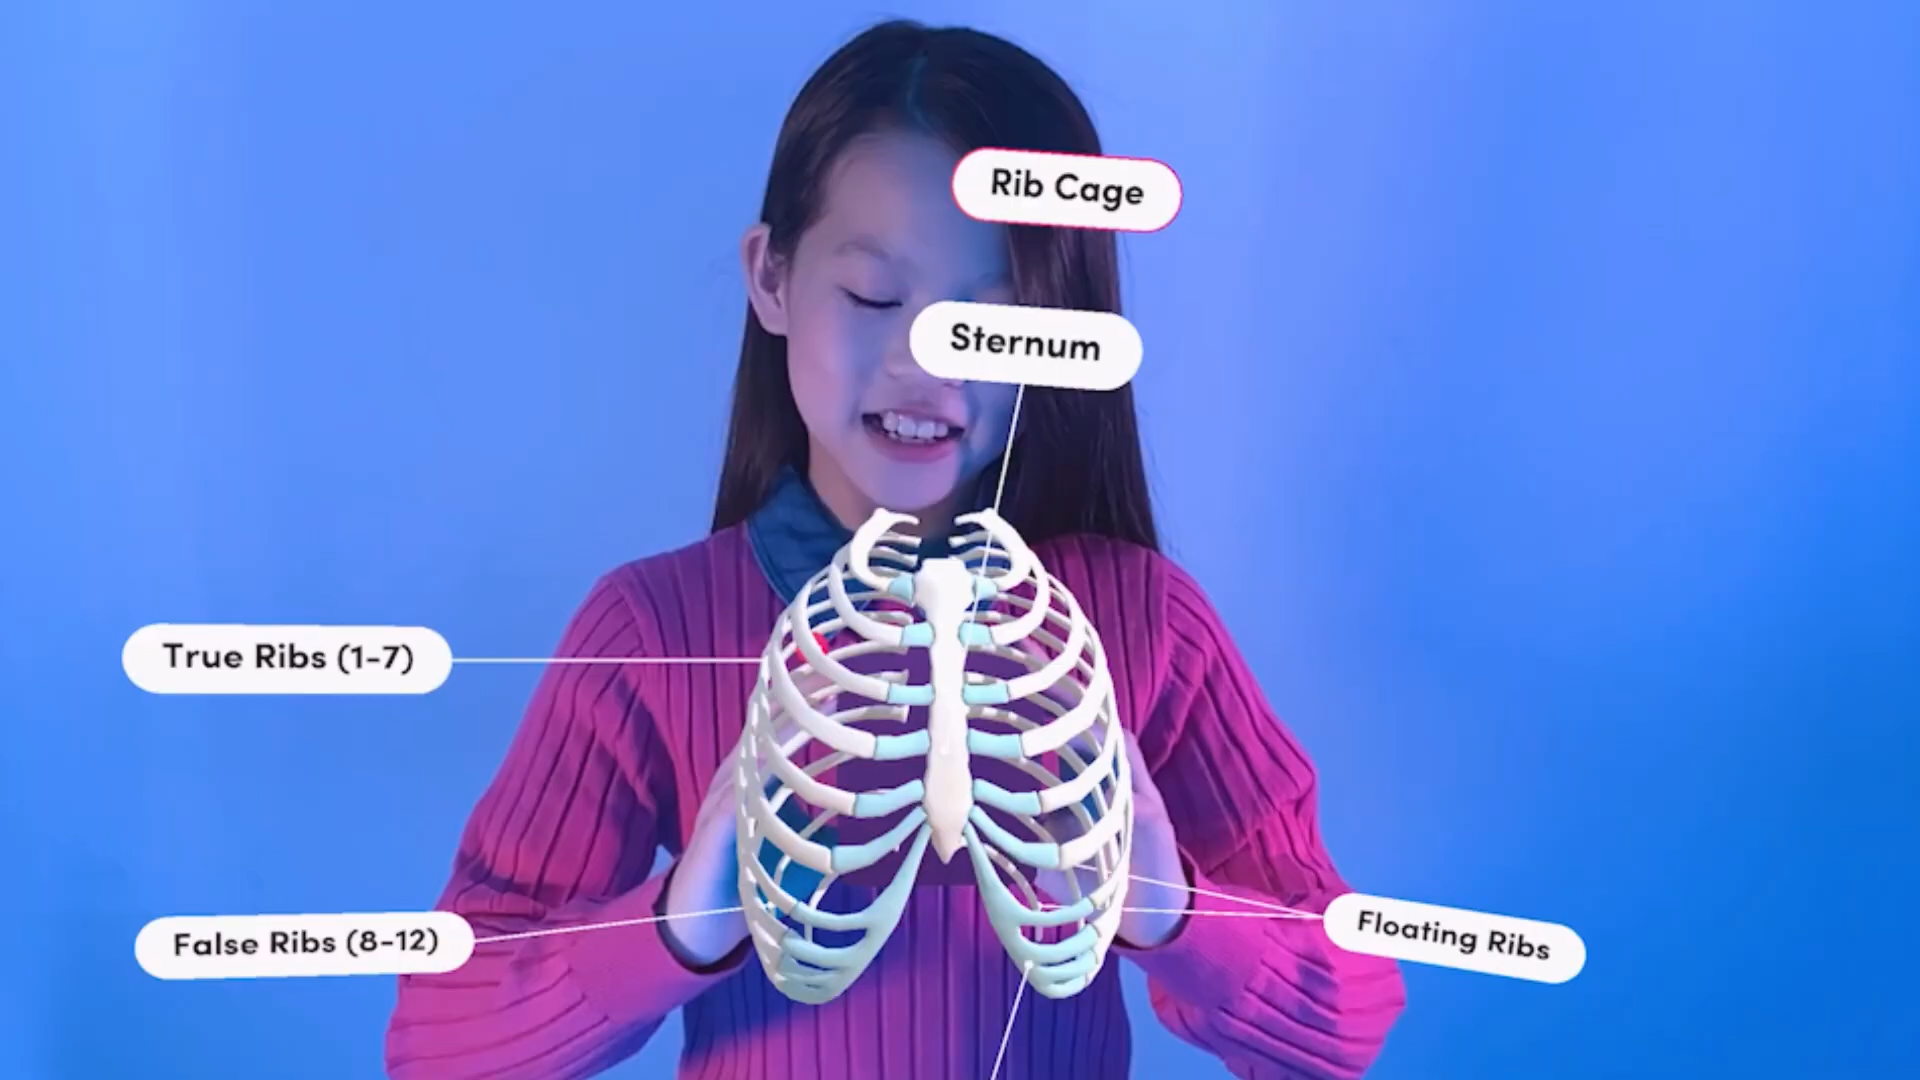 Rib Cage
Sternum
True Ribs (1-7)
False Ribs (8-12)
Floating Ribs